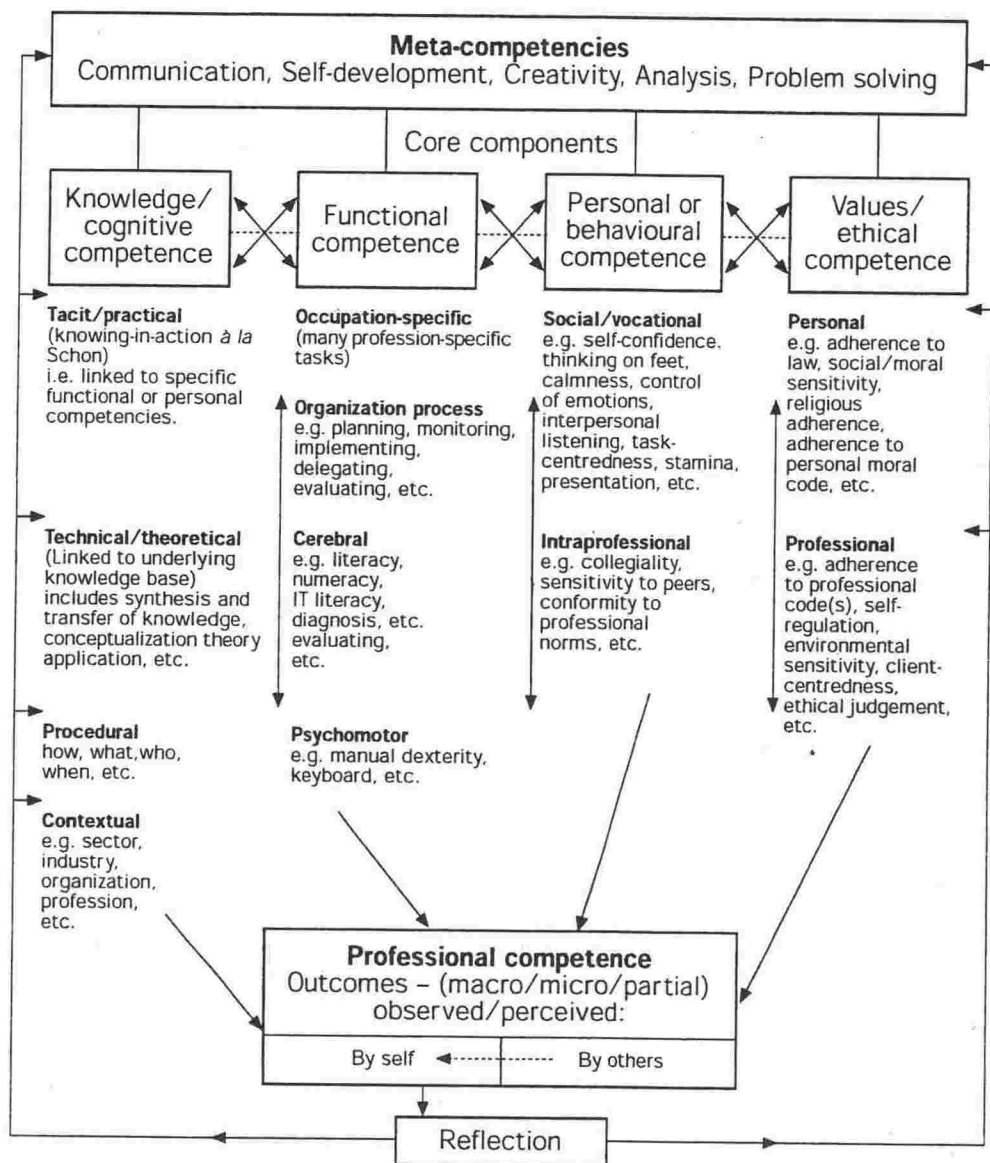 Meta-competencies
Communication, Self-development, Creativity, Analysis, Problem solving
Core components
Knowledge/
cognitive
competence
Functional
competence
Personal or
behavioural
competence
Values/
ethical
competence
Tacit/practical
(knowing-in-action à la
Schon)
i.e. linked to specific
functional or personal
competencies.
Technical/theoretical
(Linked to underlying
knowledge base)
includes synthesis and
transfer of knowledge,
conceptualization theory
application, etc.
Procedural
how, what,who,
when, etc.
Contextual
e.g. sector,
industry,
organization,
profession,
etc.
Occupation-specific
(many profession-specific
tasks)
Organization process
e.g. planning, monitoring,
implementing,
delegating,
evaluating, etc.
Cerebral
e.g. literacy,
numeracy,
IT literacy,
diagnosis, etc.
evaluating,
etc.
Psychomotor
e.g. manual dexterity,
keyboard, etc.
Social/vocational
e.g. self-confidence.
thinking on feet,
calmness, control
of emotions,
interpersonal
listening, task-
centredness, stamina,
presentation, etc.
Intraprofessional
e.g. collegiality,
sensitivity to peers,
conformity to
professional
norms, etc.
Personal
e.g. adherence to
law, social/moral
sensitivity,
religious
adherence,
adherence to
personal moral
code, etc.
Professional
e.g. adherence
to professional
code(s), self-
regulation,
environmental
sensitivity, client-
centredness,
ethical judgement,
etc.
Professional competence
Outcomes – (macro/micro/partial)
observed/perceived:
By self
By others
Reflection